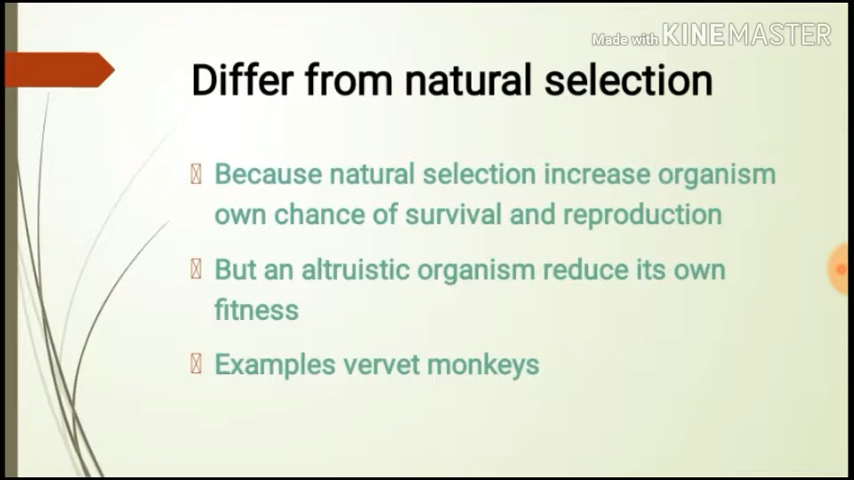 Made with KINEMASTER
Differ from natural selection
Because natural selection increase organism
own chance of survival and reproduction
But an altruistic organism reduce its own
fitness
Examples vervet monkeys